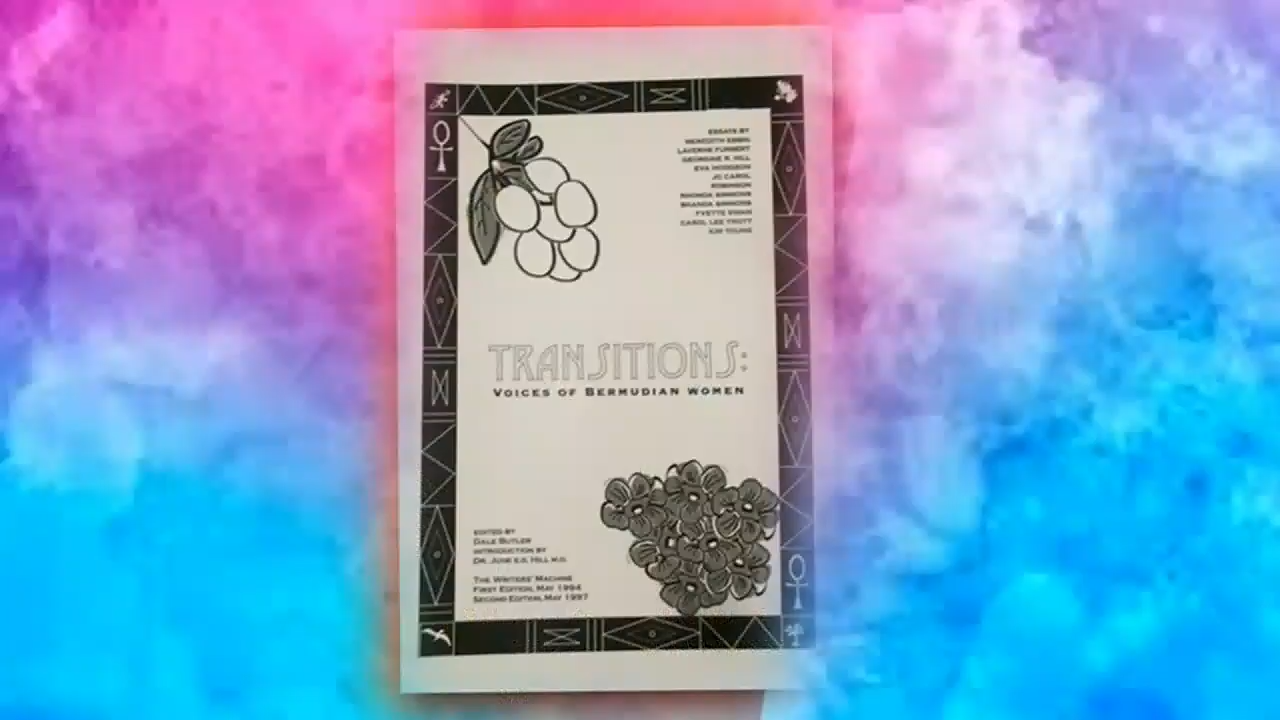 ESSAYS BY
MEREDITH EBBIN
LAVERNE FURBERT
GEORGINE R. HILL
EVA HODGSON
JC CAROL
ROBINSON
RHONDA SIMMONS
BRANDA SIMMONS
YVETTE SWAN
CAROL LEE TROTT
KIM YOUNG
TRANSITIONS:
VOICES OF BERMUDIAN WOMEN
EDITED BY
DALE BUTLER
INTRODUCTION BY
DR. JUNE E.G. HILL M.D.
THE WRITERS' MACHINE
FIRST EDITION, MAY 1994
SECOND EDITION, MAY 1997